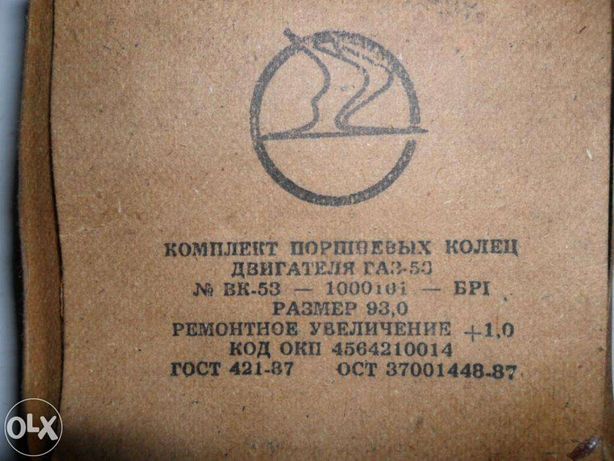 КОМПЛЕКТ ПОРШНЕВЫХ КОЛЕЦ
ДВИГАТЕЛЯ ГАЗ-53
№ ВК-53 — 1000101 — БР1
РАЗМЕР 93,0
РЕМОНТНОЕ УВЕЛИЧЕНИЕ +1,0
КОД ОКП 4564210014
ГОСТ 421-87 ОСТ 37001448-87
OLX